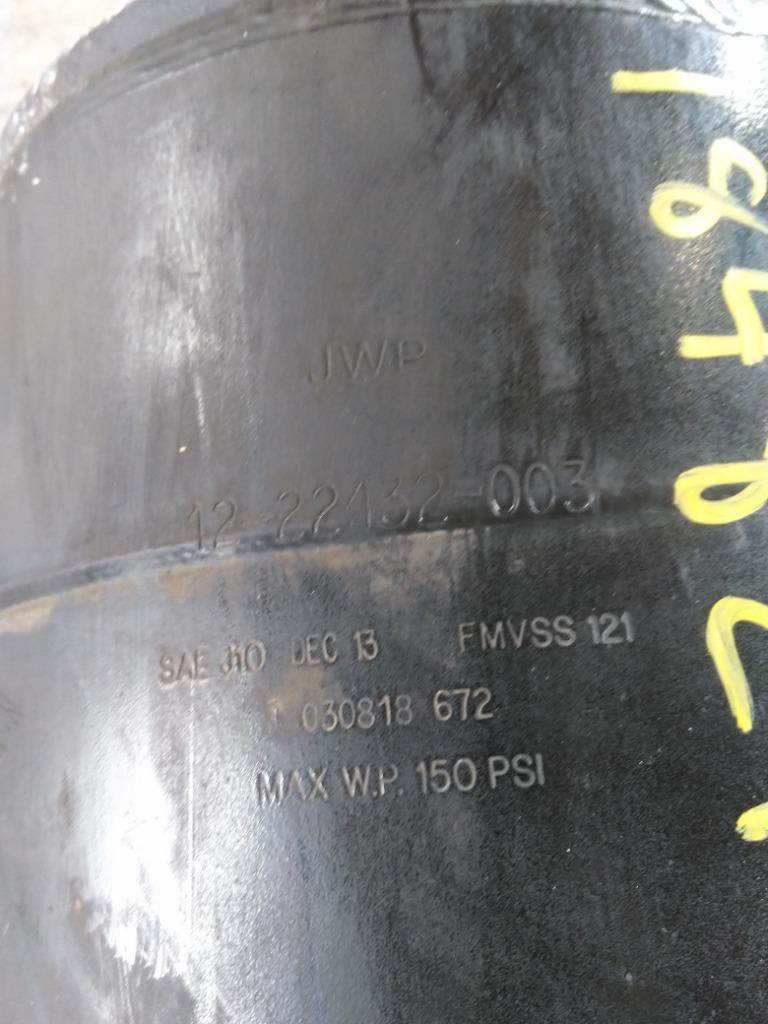 JWP
12-22132-003
SAE J10 DEC 13 FMVSS 121
030818 672
MAX W.P. 150 PSI